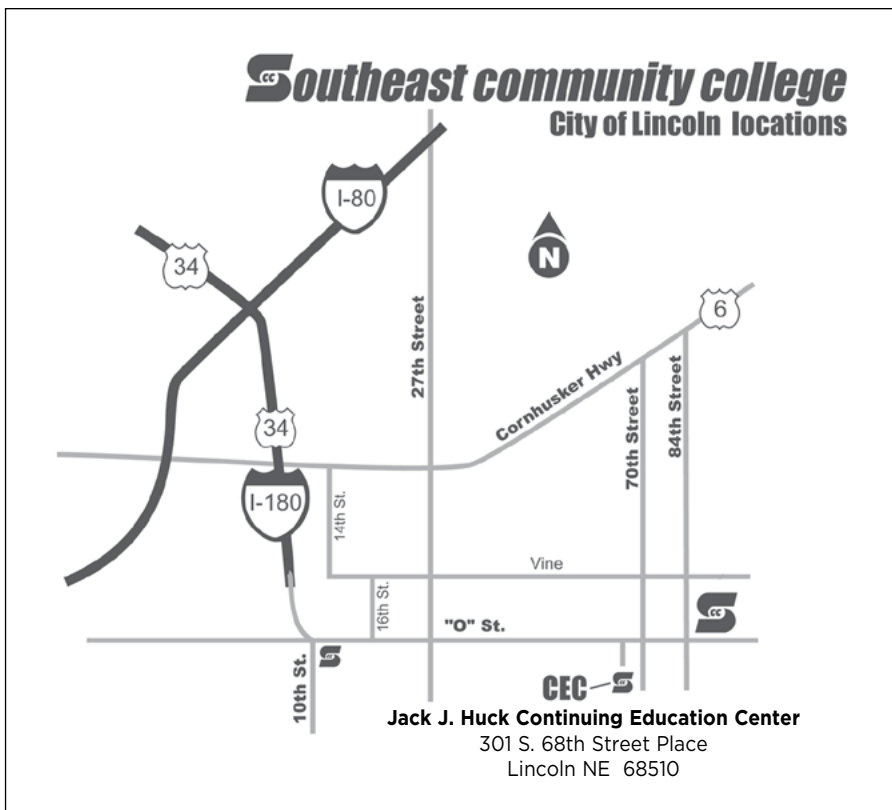 Southeast community college
City of Lincoln locations
I-80
34
N
6
27th Street
Cornhusker Hwy
70th Street
84th Street
34
I-180
14th St.
Vine
16th St.
"O" St.
scc
10th St.
CEC
Jack J. Huck Continuing Education Center
301 S. 68th Street Place
Lincoln NE 68510